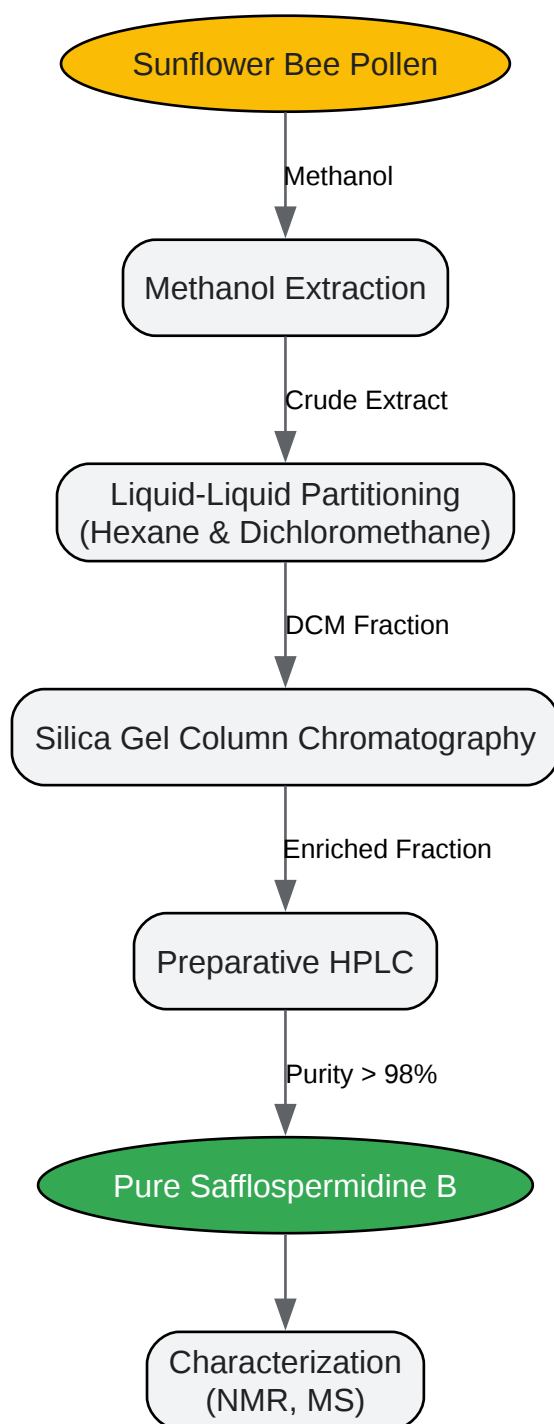 Sunflower Bee Pollen
Methanol
Methanol Extraction
Crude Extract
Liquid-Liquid Partitioning
(Hexane & Dichloromethane)
DCM Fraction
Silica Gel Column Chromatography
Enriched Fraction
Preparative HPLC
Purity > 98%
Pure Safflospermidine B
Characterization
(NMR, MS)